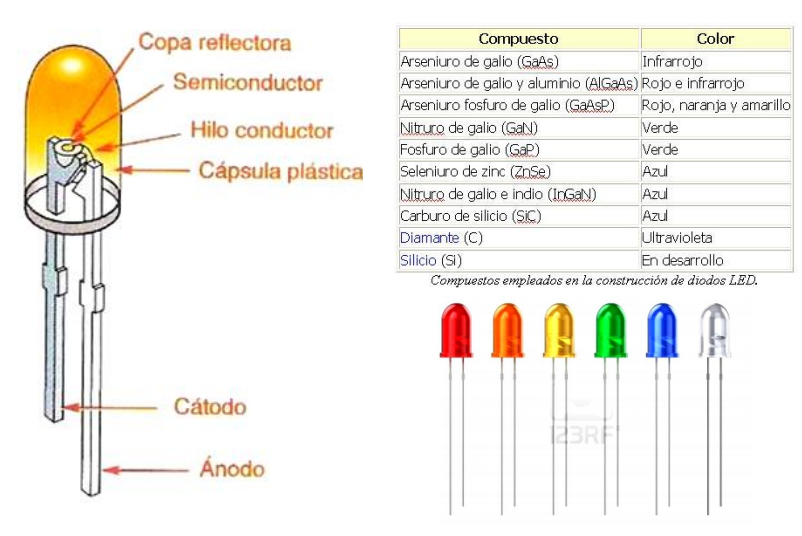 Copa reflectora
Semiconductor
Hilo conductor
Cápsula plástica
Cátodo
Ánodo
Compuesto Color
Arseniuro de galio (GaAs) Infrarrojo
Arseniuro de galio y aluminio (AlGaAs) Rojo e infrarrojo
Arseniuro fosfuro de galio (GaAsP) Rojo, naranja y amarillo
Nitruro de galio (GaN) Verde
Fosfuro de galio (GaP) Verde
Seleniuro de zinc (ZnSe) Azul
Nitruro de galio e indio (InGaN) Azul
Carburo de silicio (SiC) Azul
Diamante (C) Ultravioleta
Silicio (Si) En desarrollo
Compuestos empleados en la construcción de diodos LED.
123RF